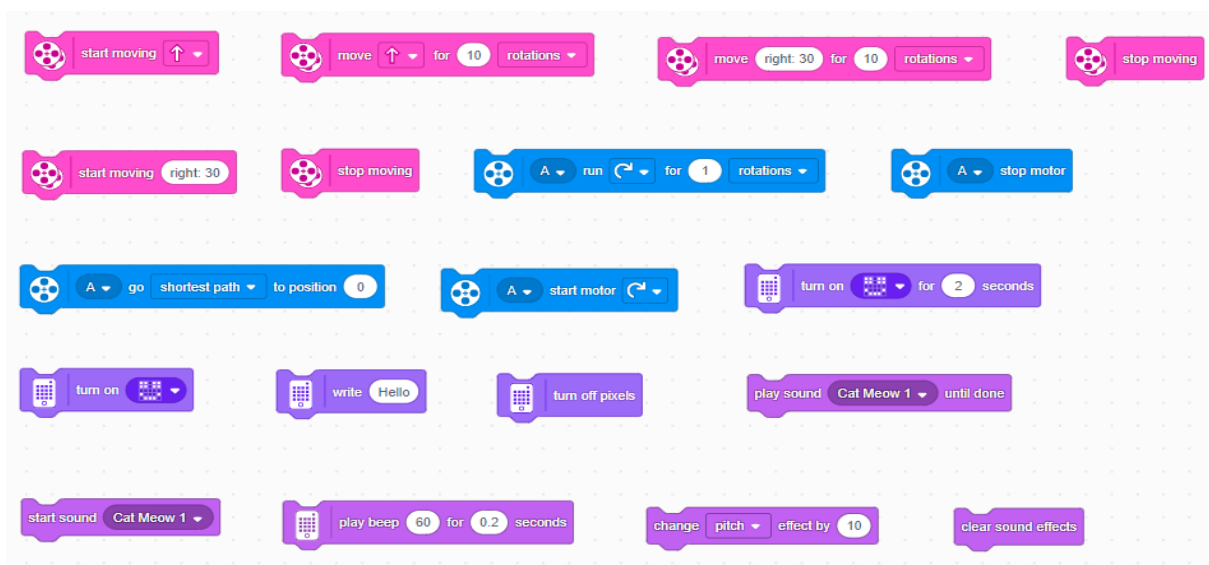 start moving
move for 10 rotations
move right: 30 for 10 rotations
stop moving
start moving right: 30
stop moving
A run for 1 rotations
A stop motor
A go shortest path to position 0
A start motor
turn on for 2 seconds
turn on
write Hello
turn off pixels
play sound Cat Meow 1 until done
start sound Cat Meow 1
play beep 60 for 0.2 seconds
change pitch effect by 10
clear sound effects